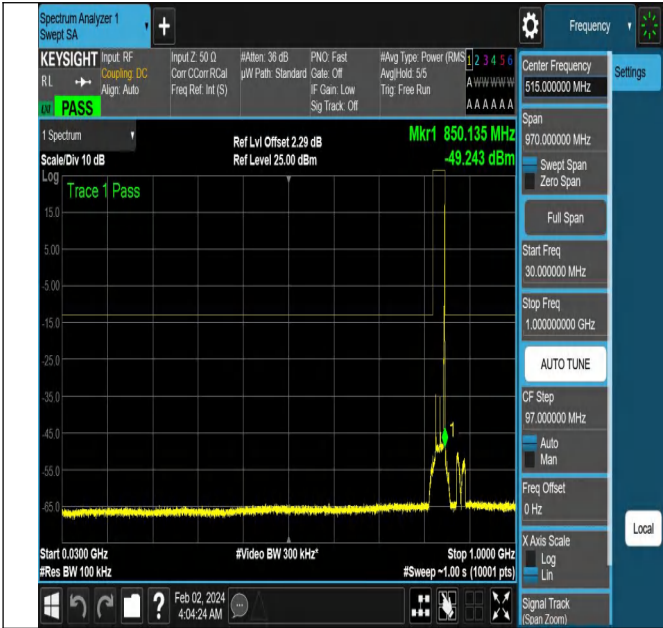 Spectrum Analyzer 1
Swept SA
+
Frequency
KEYSIGHT
RL
PASS
Input: RF
Coupling: DC
Align: Auto
Input Z: 50 Ω
Corr CCorr RCal
Freq Ref: Int (S)
#Atten: 36 dB
µW Path: Standard
PNO: Fast
Gate: Off
IF Gain: Low
Sig Track: Off
#Avg Type: Power (RMS
Avg|Hold: 5/5
Trig: Free Run
1 2 3 4 5 6
A W W W W W
A A A A A A
1 Spectrum
Scale/Div 10 dB
Log
Ref Lvl Offset 2.29 dB
Ref Level 25.00 dBm
Mkr1 850.135 MHz
-49.243 dBm
Trace 1 Pass
15.0
5.00
-5.00
-15.0
-25.0
-35.0
-45.0
-55.0
-65.0
1
Start 0.0300 GHz
#Res BW 100 kHz
#Video BW 300 kHz*
Stop 1.0000 GHz
#Sweep ~1.00 s (10001 pts)
Feb 02, 2024
4:04:24 AM
Center Frequency
515.000000 MHz
Settings
Span
970.000000 MHz
Swept Span
Zero Span
Full Span
Start Freq
30.000000 MHz
Stop Freq
1.000000000 GHz
AUTO TUNE
CF Step
97.000000 MHz
Auto
Man
Freq Offset
0 Hz
X Axis Scale
Log
Lin
Local
Signal Track
(Span Zoom)